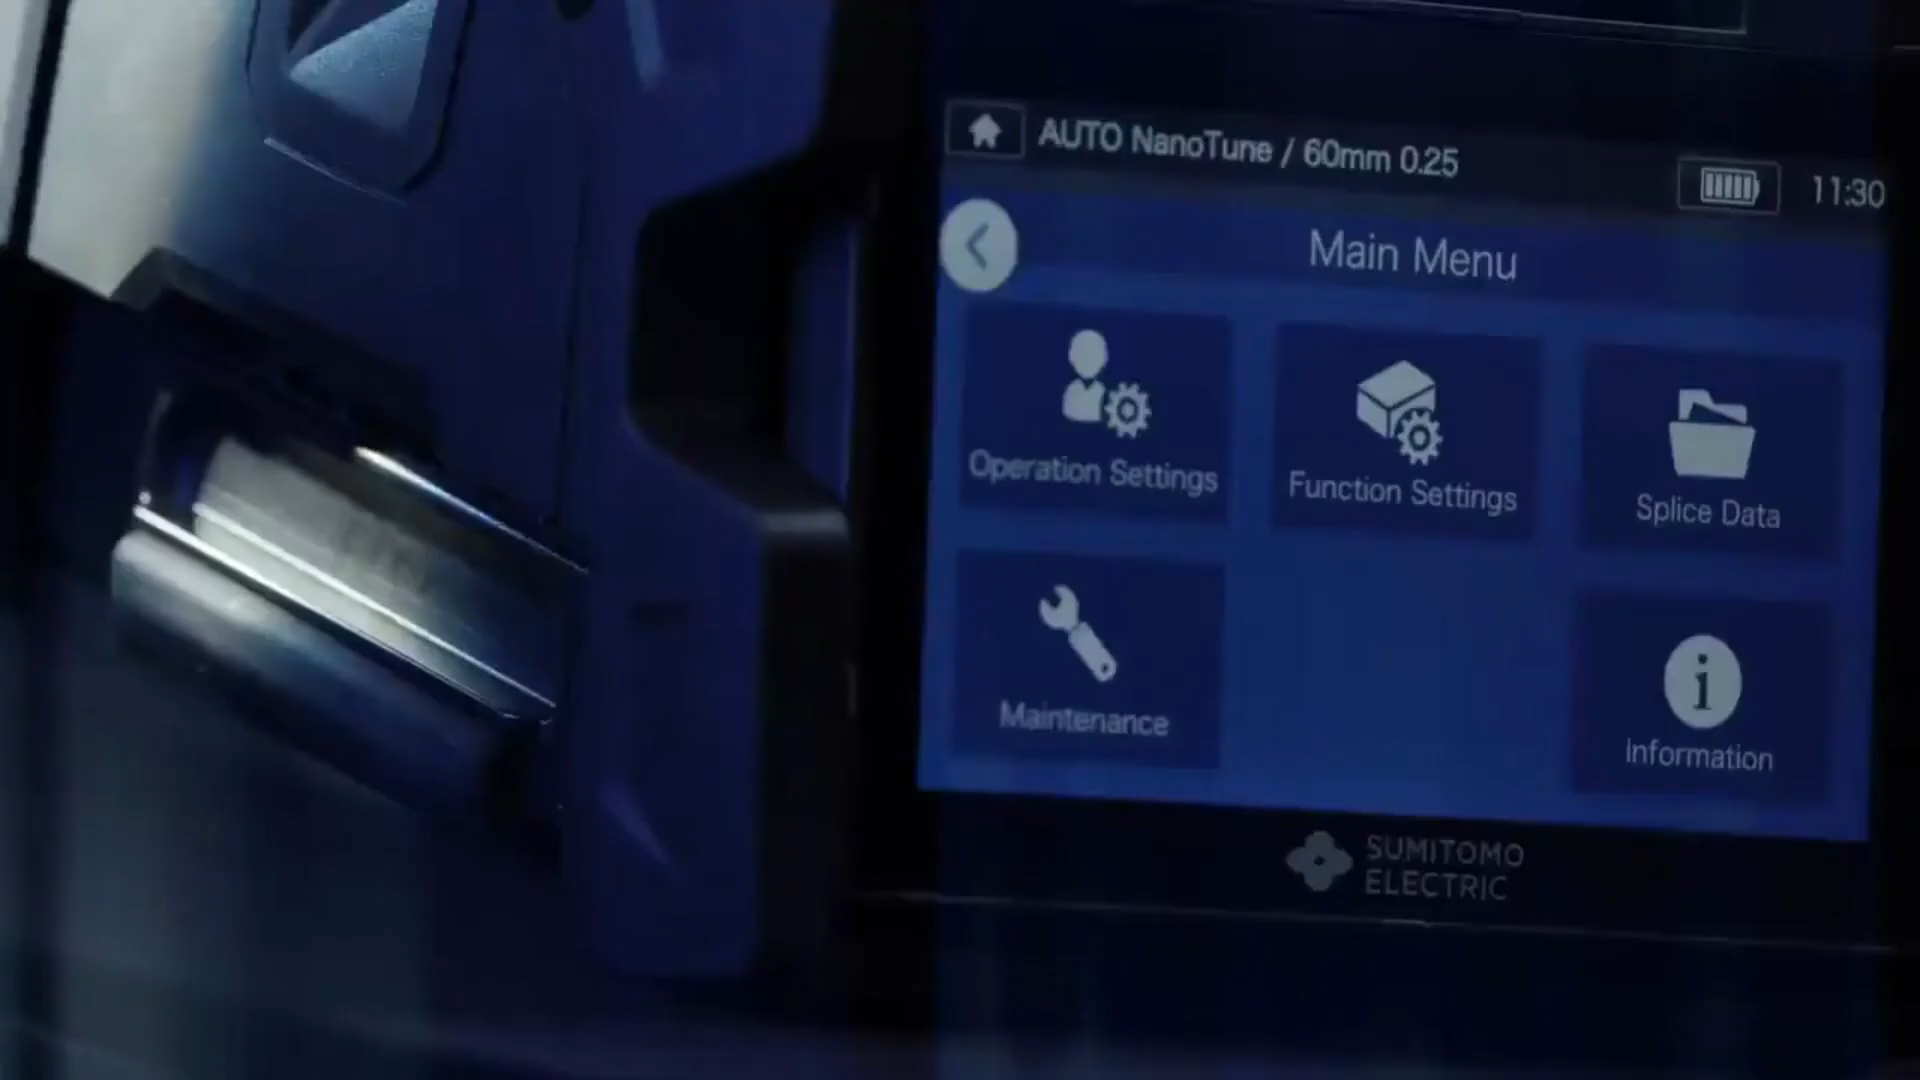 AUTO NanoTune / 60mm 0.25
11:30
Main Menu
Operation Settings
Function Settings
Splice Data
Maintenance
Information
SUMITOMO
ELECTRIC